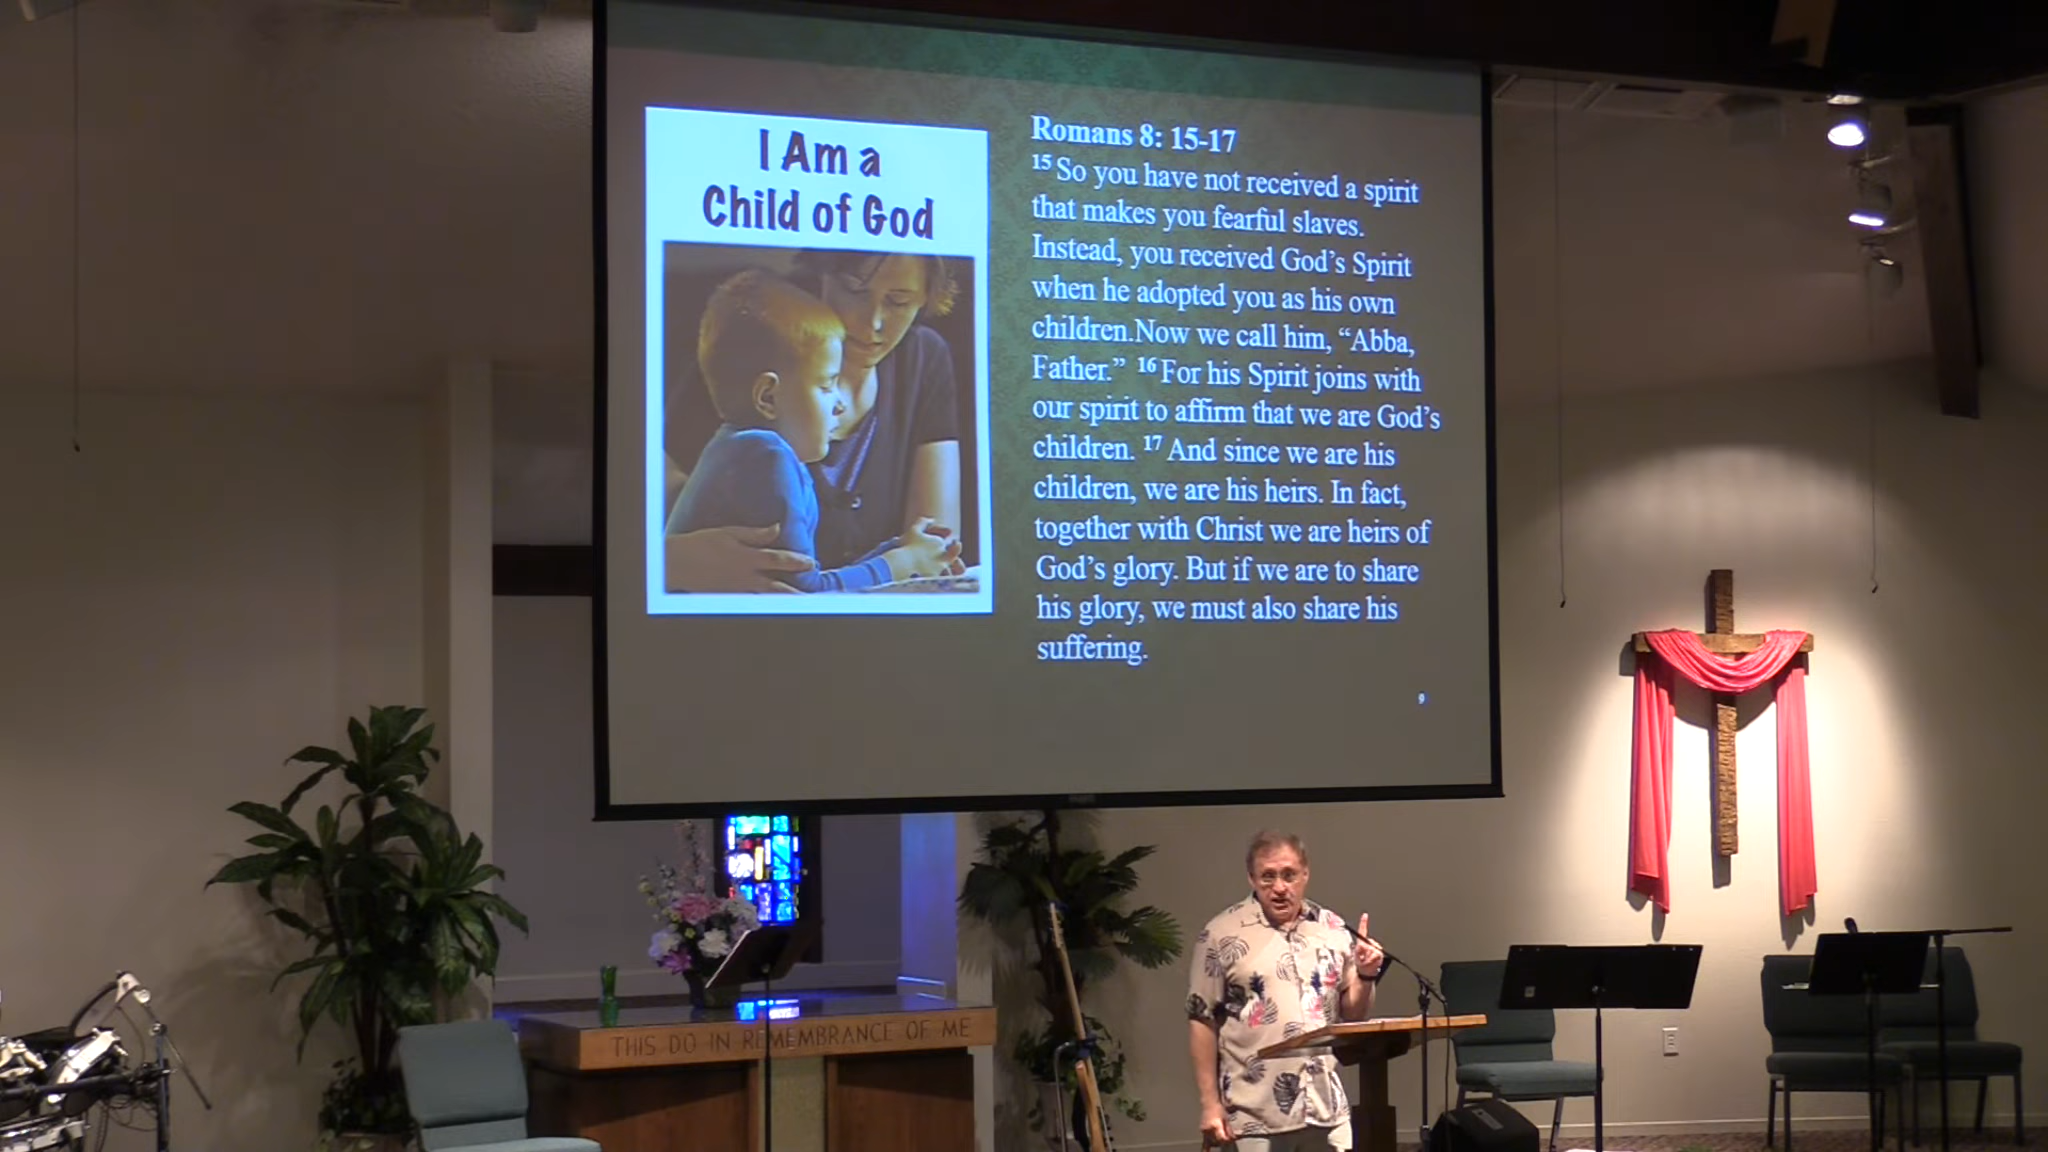 I Am a
Child of God
Romans 8: 15-17
15 So you have not received a spirit
that makes you fearful slaves.
Instead, you received God's Spirit
when he adopted you as his own
children.Now we call him, “Abba,
Father.” 16 For his Spirit joins with
our spirit to affirm that we are God's
children. 17 And since we are his
children, we are his heirs. In fact,
together with Christ we are heirs of
God's glory. But if we are to share
his glory, we must also share his
suffering.
9
THIS DO IN REMEMBRANCE OF ME